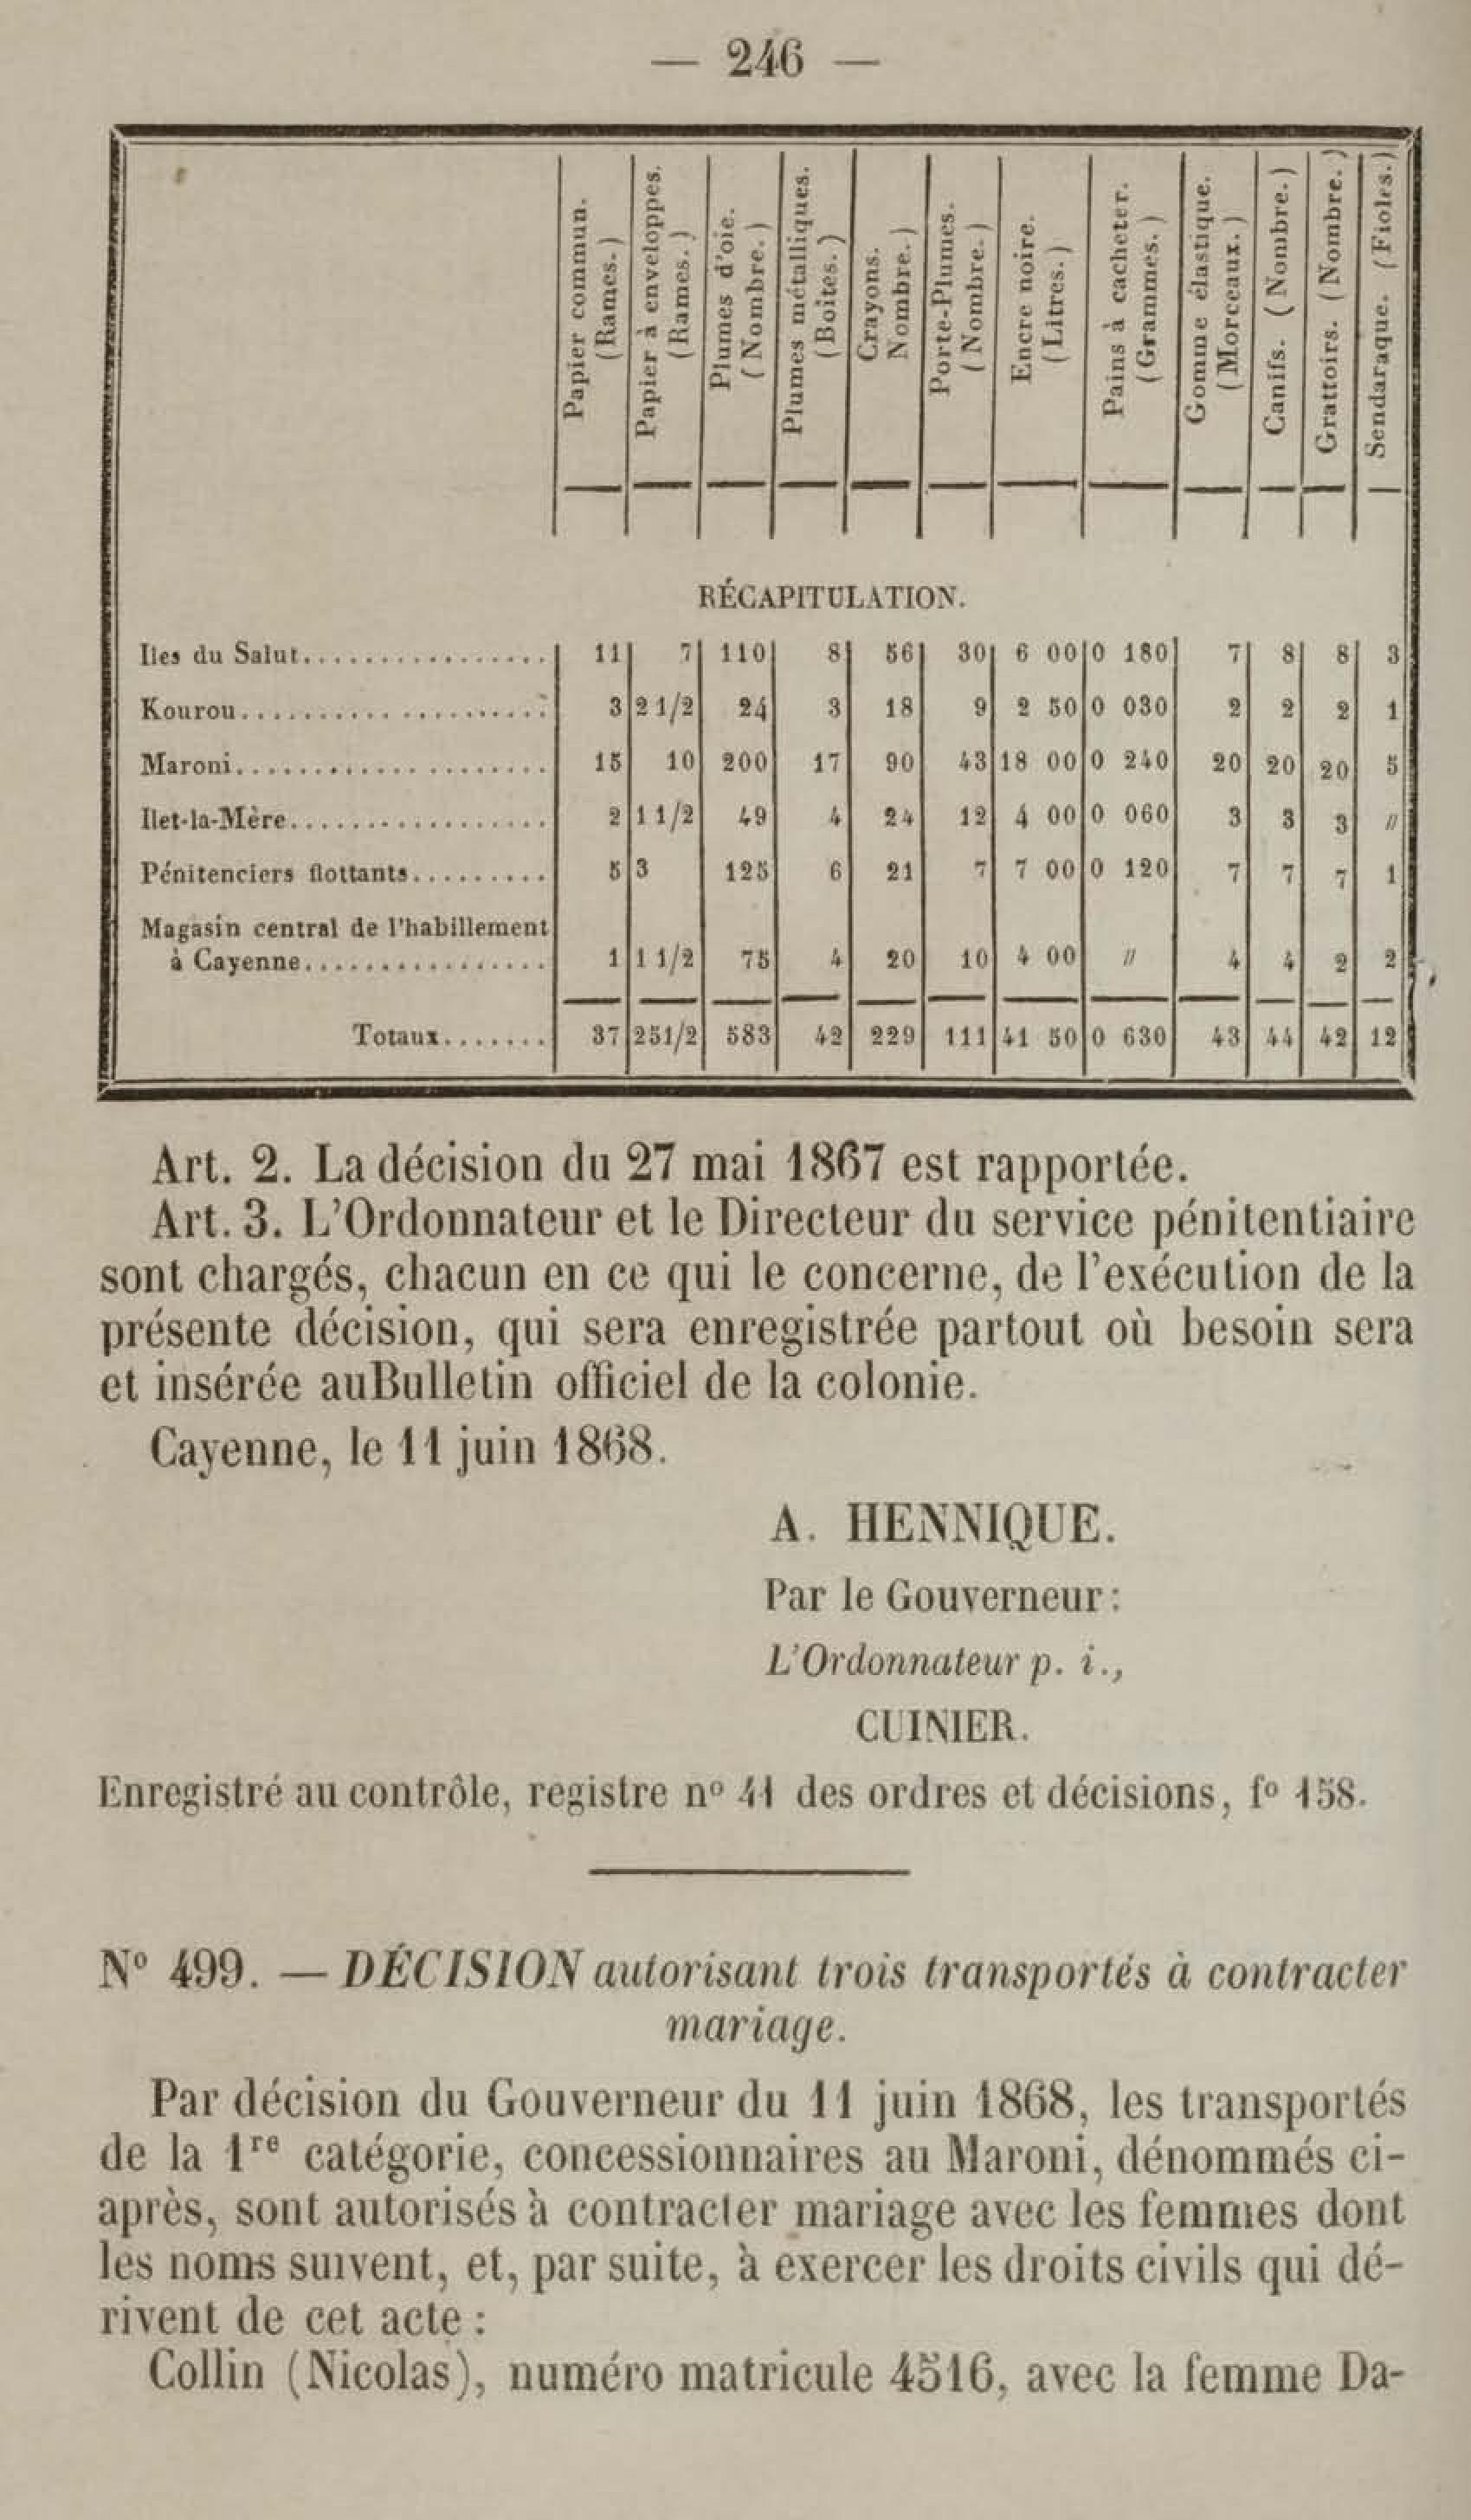 — 246 —
Papier commun. (Rames.)
Papier à enveloppes. (Rames.)
Plumes d'oie. (Nombre.)
Plumes métalliques. (Boîtes.)
Crayons. Nombre.)
Porte-Plumes. (Nombre.)
Encre noire. (Litres.)
Pains à cacheter. (Grammes.)
Gomme élastique. (Morceaux.)
Canifs. (Nombre.)
Grattoirs. (Nombre.)
Sendaraque. (Fioles.)
RÉCAPITULATION.
Iles du Salut................ 11 7 110 8 56 30 6 00 0 180 7 8 8 3
Kourou.................... 3 2 1/2 24 3 18 9 2 50 0 030 2 2 2 1
Maroni.................... 15 10 200 17 90 43 18 00 0 240 20 20 20 5
Ilet-la-Mère................. 2 1 1/2 49 4 24 12 4 00 0 060 3 3 3 //
Pénitenciers flottants......... 5 3 125 6 21 7 7 00 0 120 7 7 7 1
Magasin central de l'habillement
à Cayenne................ 1 1 1/2 75 4 20 10 4 00 // 4 4 2 2
Totaux....... 37 25 1/2 583 42 229 111 41 50 0 630 43 44 42 12
Art. 2. La décision du 27 mai 1867 est rapportée.
Art. 3. L'Ordonnateur et le Directeur du service pénitentiaire
sont chargés, chacun en ce qui le concerne, de l'exécution de la
présente décision, qui sera enregistrée partout où besoin sera
et insérée auBulletin officiel de la colonie.
Cayenne, le 11 juin 1868.
A. HENNIQUE.
Par le Gouverneur:
L'Ordonnateur p. i.,
CUINIER.
Enregistré au contrôle, registre nº 41 des ordres et décisions, fº 158.
Nº 499. — DÉCISION autorisant trois transportés à contracter
mariage.
Par décision du Gouverneur du 11 juin 1868, les transportés
de la 1re catégorie, concessionnaires au Maroni, dénommés ci-
après, sont autorisés à contracter mariage avec les femmes dont
les noms suivent, et, par suite, à exercer les droits civils qui dé-
rivent de cet acte :
Collin (Nicolas), numéro matricule 4516, avec la femme Da-